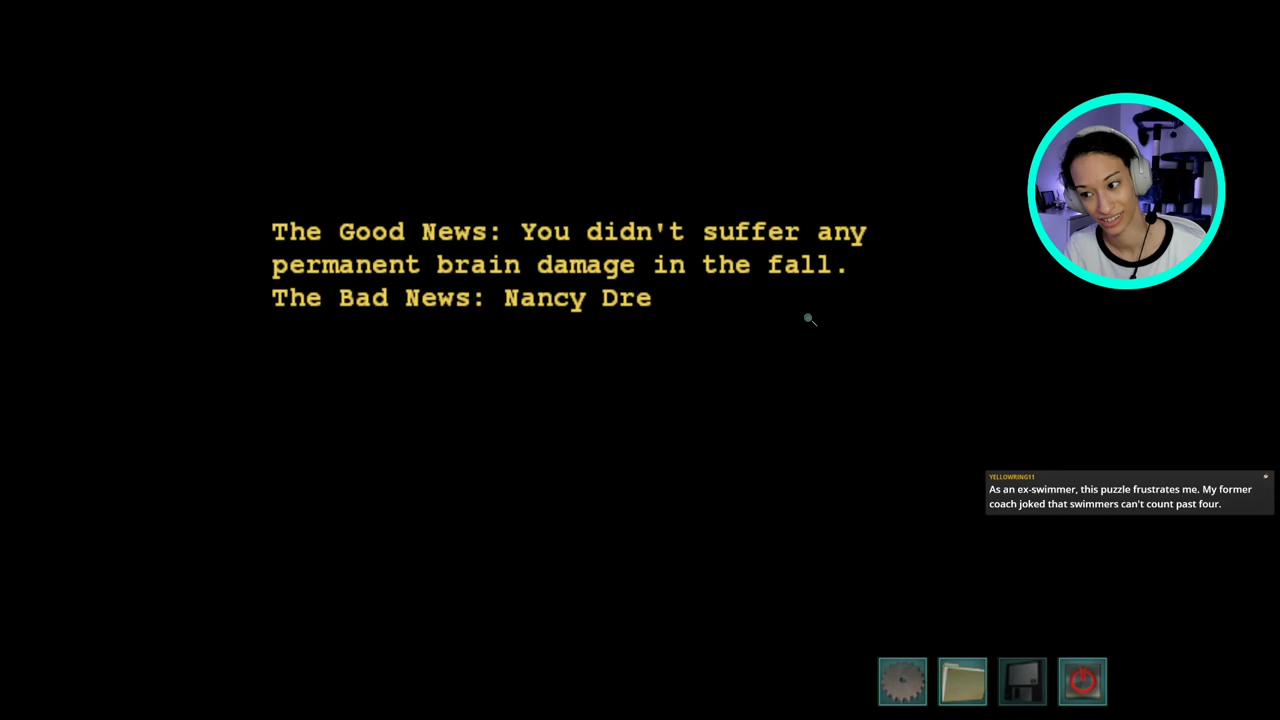 The Good News: You didn't suffer any
permanent brain damage in the fall.
The Bad News: Nancy Dre
YELLOWRING11
As an ex-swimmer, this puzzle frustrates me. My former
coach joked that swimmers can't count past four.